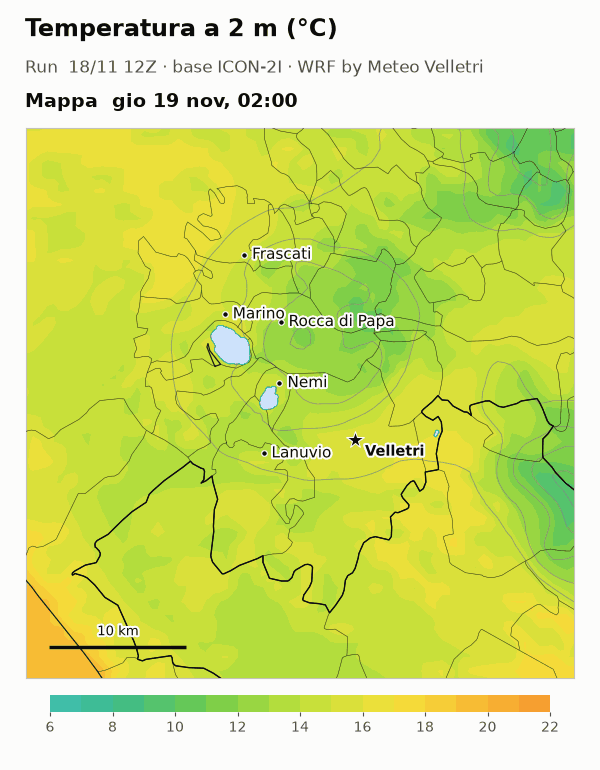 Temperatura a 2 m (°C)
Run  18/11 12Z · base ICON-2I · WRF by Meteo Velletri
Mappa  gio 19 nov, 02:00
Frascati
Marino
Rocca di Papa
Nemi
Velletri
Lanuvio
10 km
6 8 10 12 14 16 18 20 22